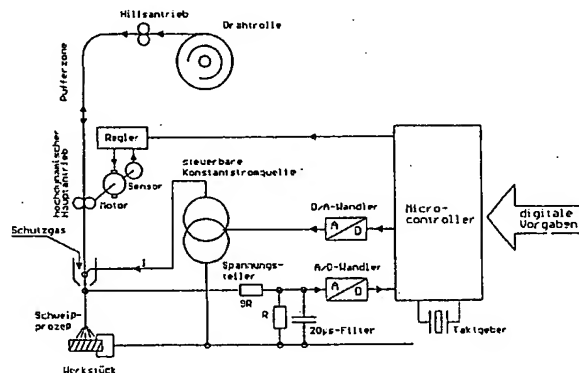 Hilfsantrieb
Drahtrolle
Pufferzone
Regler
Sensor
Motor
hochdynamischer
Hauptantrieb
steuerbare
Konstantstromquelle
D/A-Wandler
A
D
Micro-
controller
digitale
Vorgaben
Schutzgas
I
Spannungs-
teiler
A/D-Wandler
A
D
9R
R
20µs-Filter
Taktgeber
Schweiß-
prozeß
Werkstück